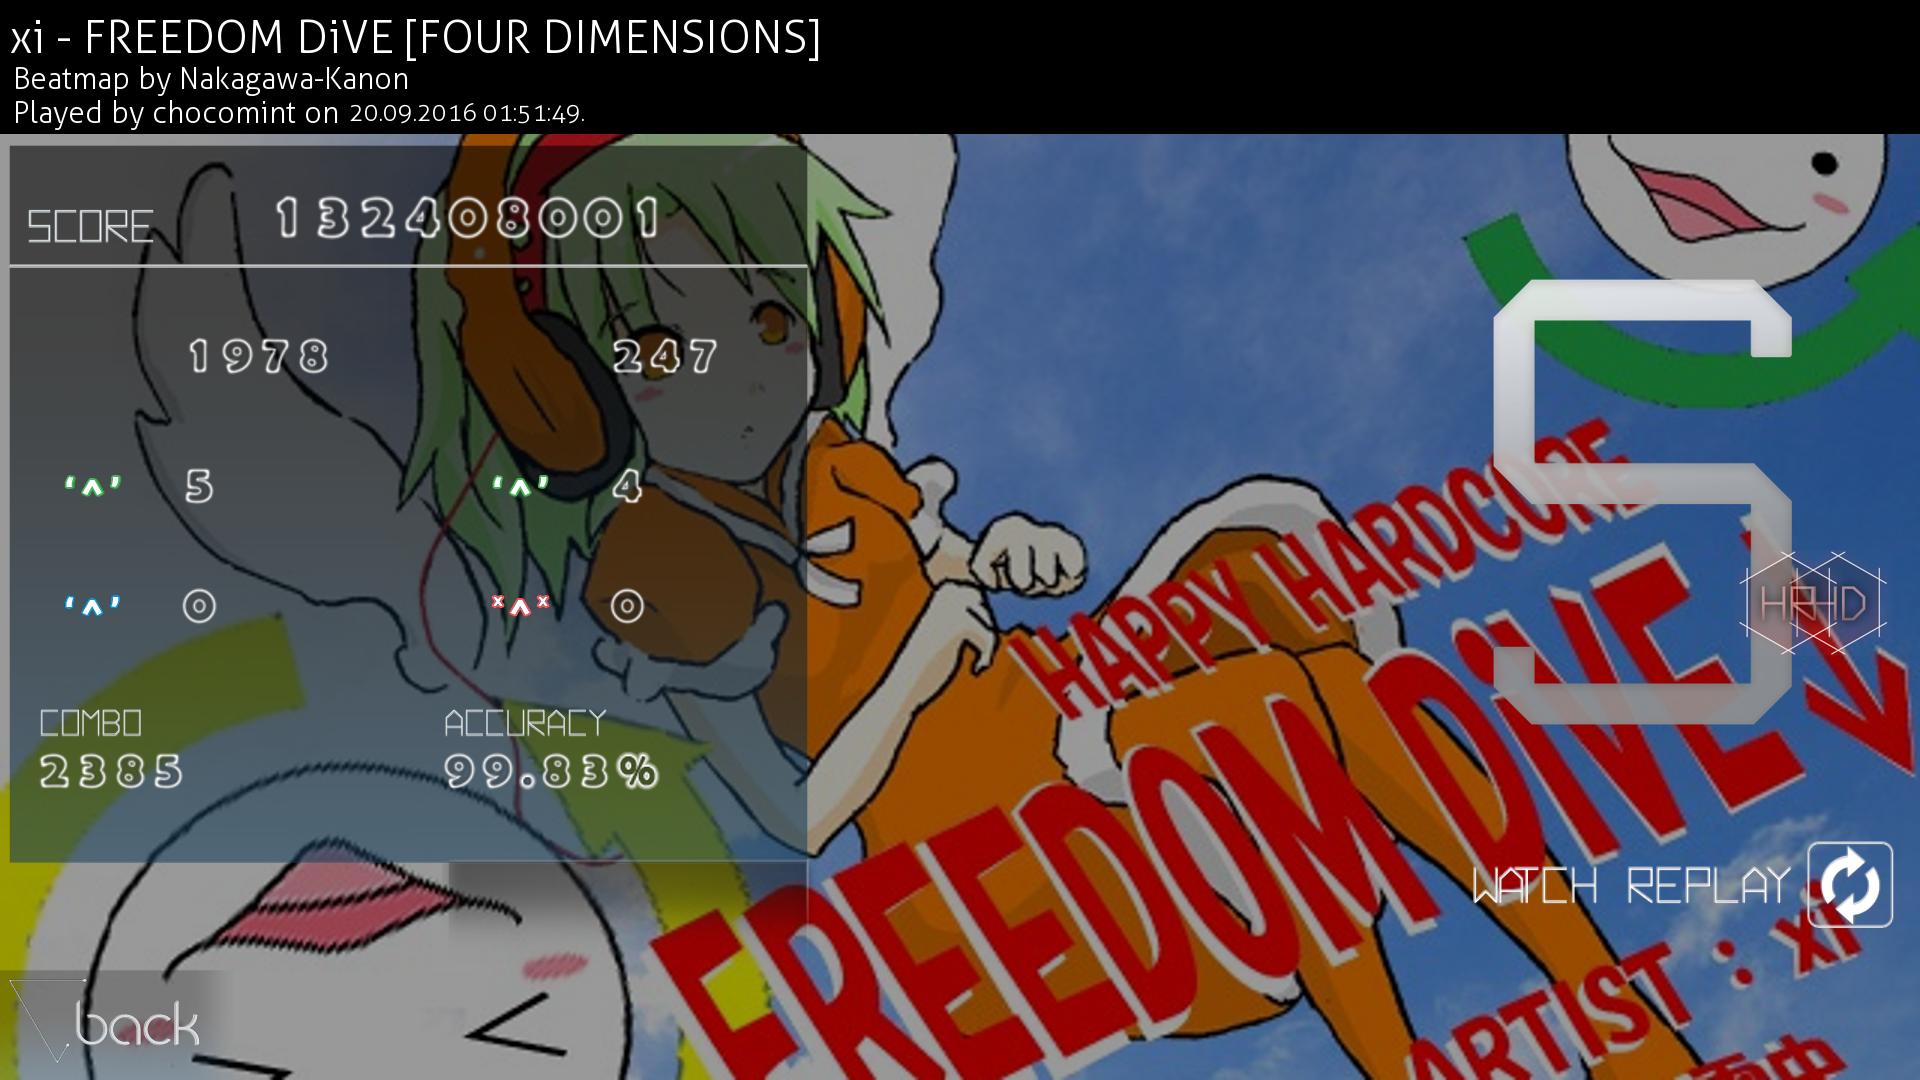 xi - FREEDOM DiVE [FOUR DIMENSIONS]
Beatmap by Nakagawa-Kanon
Played by chocomint on 20.09.2016 01:51:49.
SCORE 132408001
1978 247
'^' 5 '^' 4
'^' 0 x^x 0
COMBO ACCURACY
2385 99.83%
S
HR HD
HAPPY HARDCORE
FREEDOM DiVE↓
WATCH REPLAY
ARTIST : xi
back